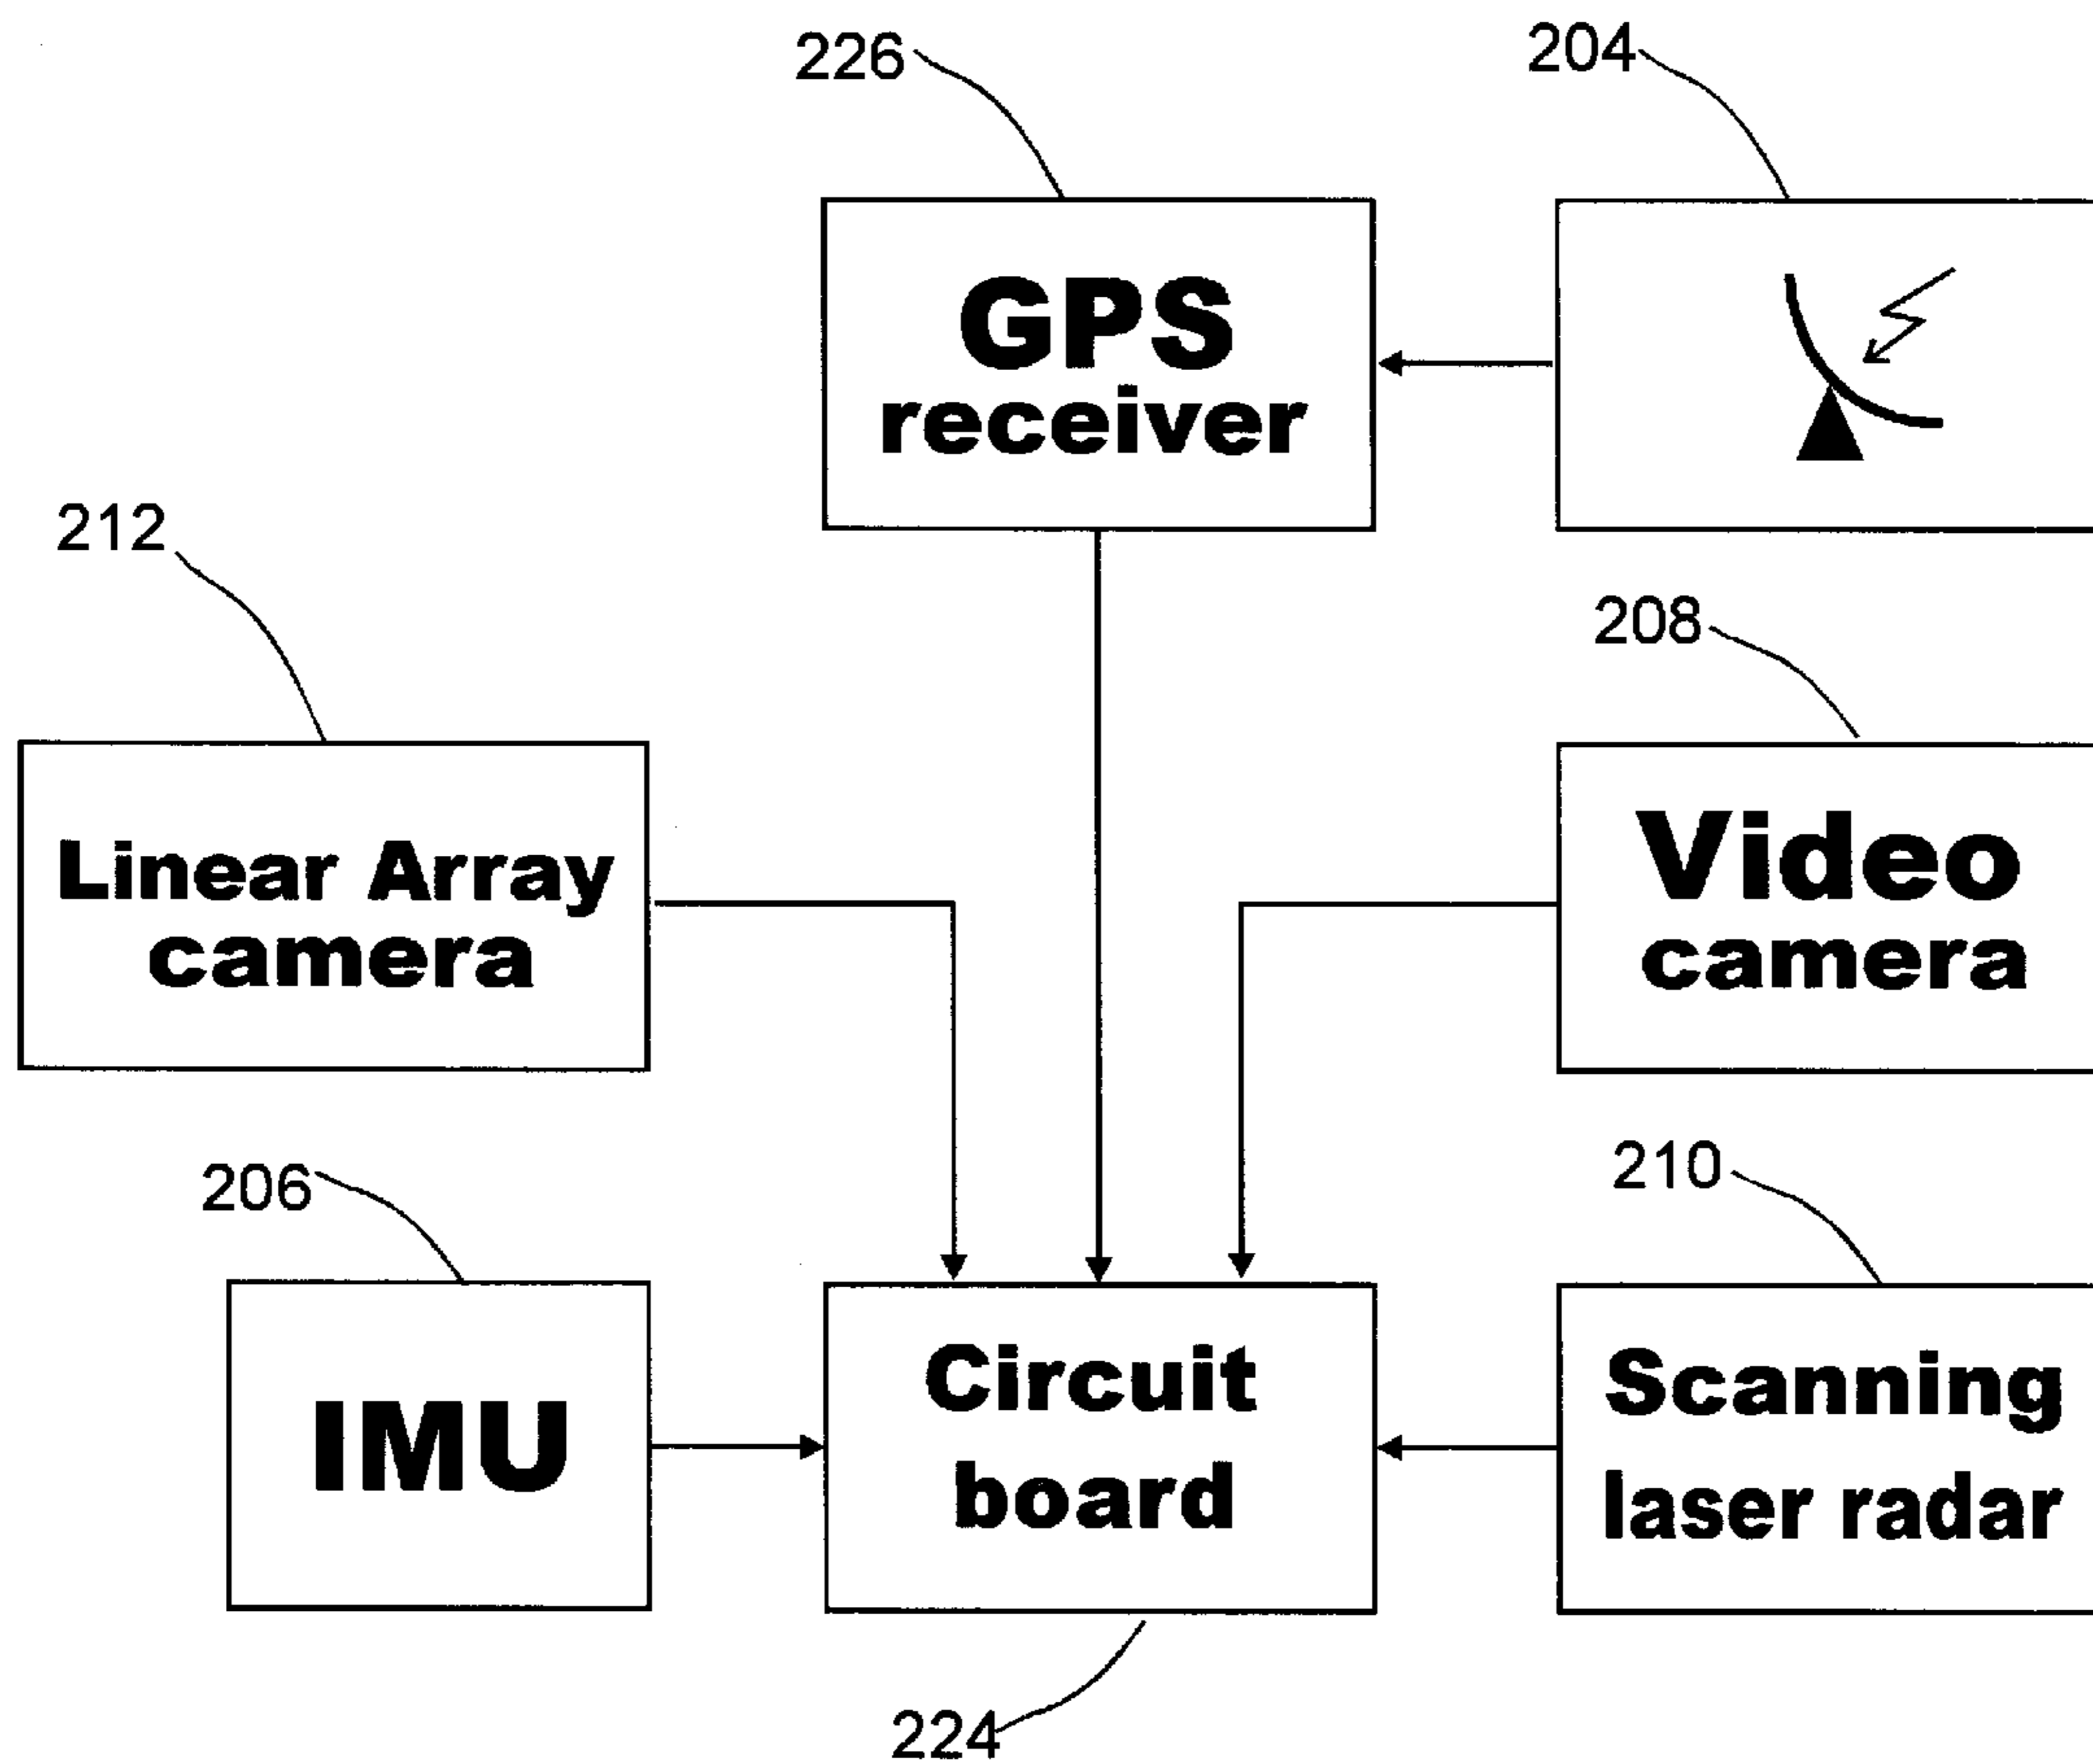 226
204
GPS
receiver
212
208
Linear Array
camera
Video
camera
206
210
IMU
Circuit
board
Scanning
laser radar
224